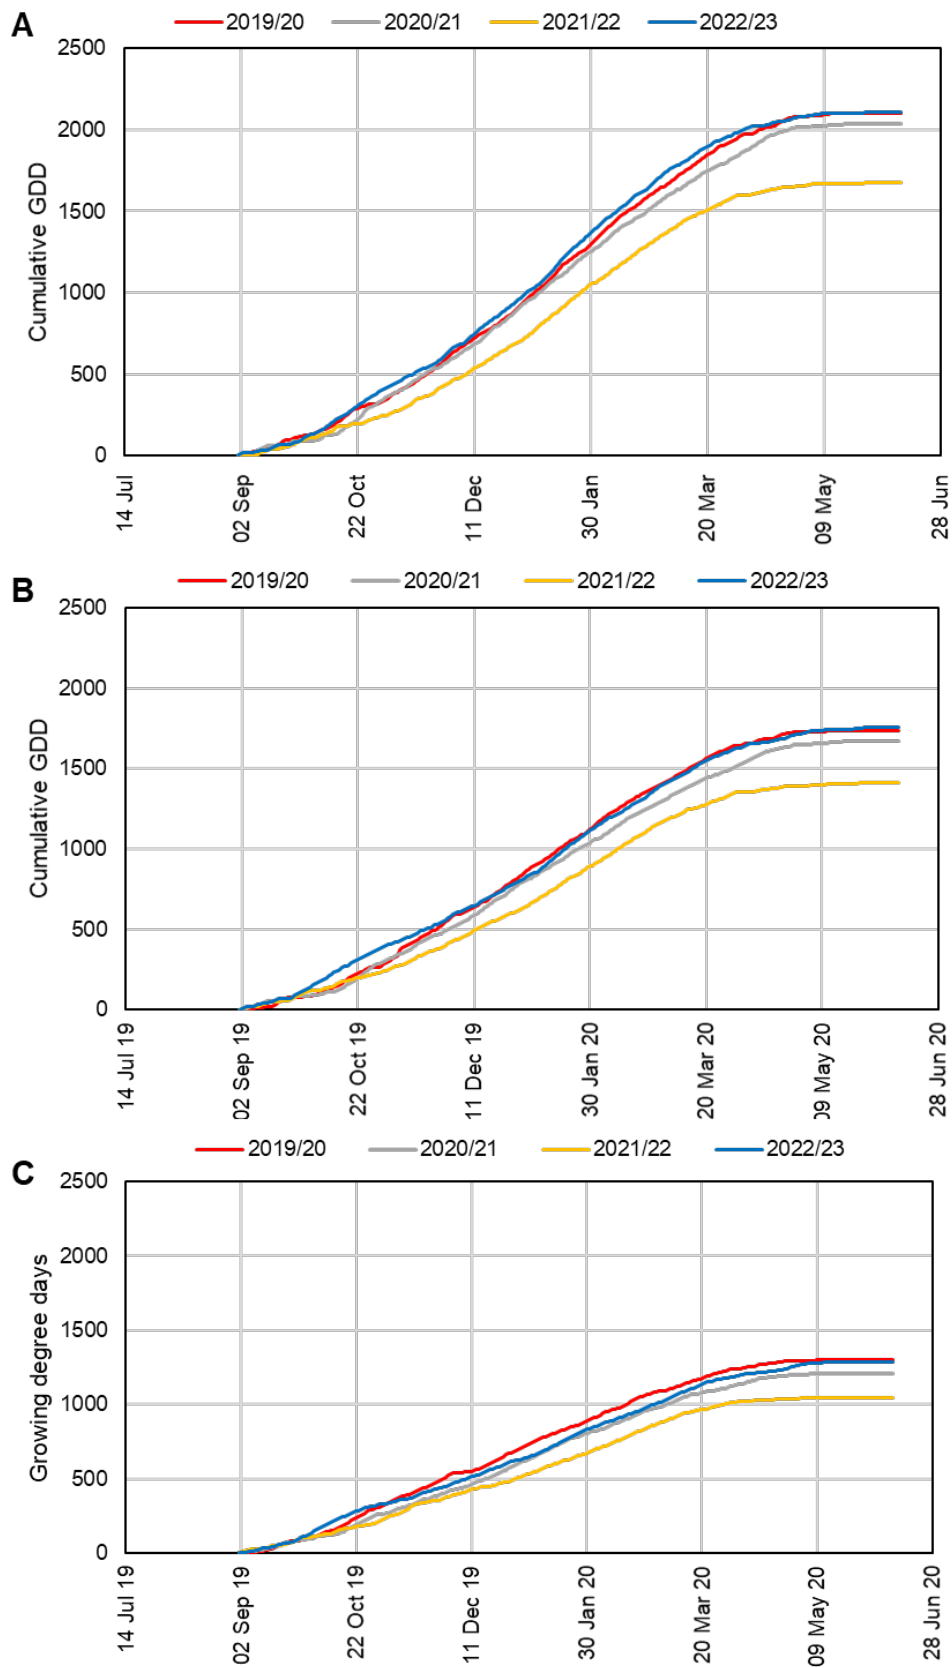 A
2019/20 2020/21 2021/22 2022/23
2500
2000
1500
1000
500
0
Cumulative GDD
14 Jul 02 Sep 22 Oct 11 Dec 30 Jan 20 Mar 09 May 28 Jun
B
2019/20 2020/21 2021/22 2022/23
2500
2000
1500
1000
500
0
Cumulative GDD
14 Jul 19 02 Sep 19 22 Oct 19 11 Dec 19 30 Jan 20 20 Mar 20 09 May 20 28 Jun 20
C
2019/20 2020/21 2021/22 2022/23
2500
2000
1500
1000
500
0
Growing degree days
14 Jul 19 02 Sep 19 22 Oct 19 11 Dec 19 30 Jan 20 20 Mar 20 09 May 20 28 Jun 20